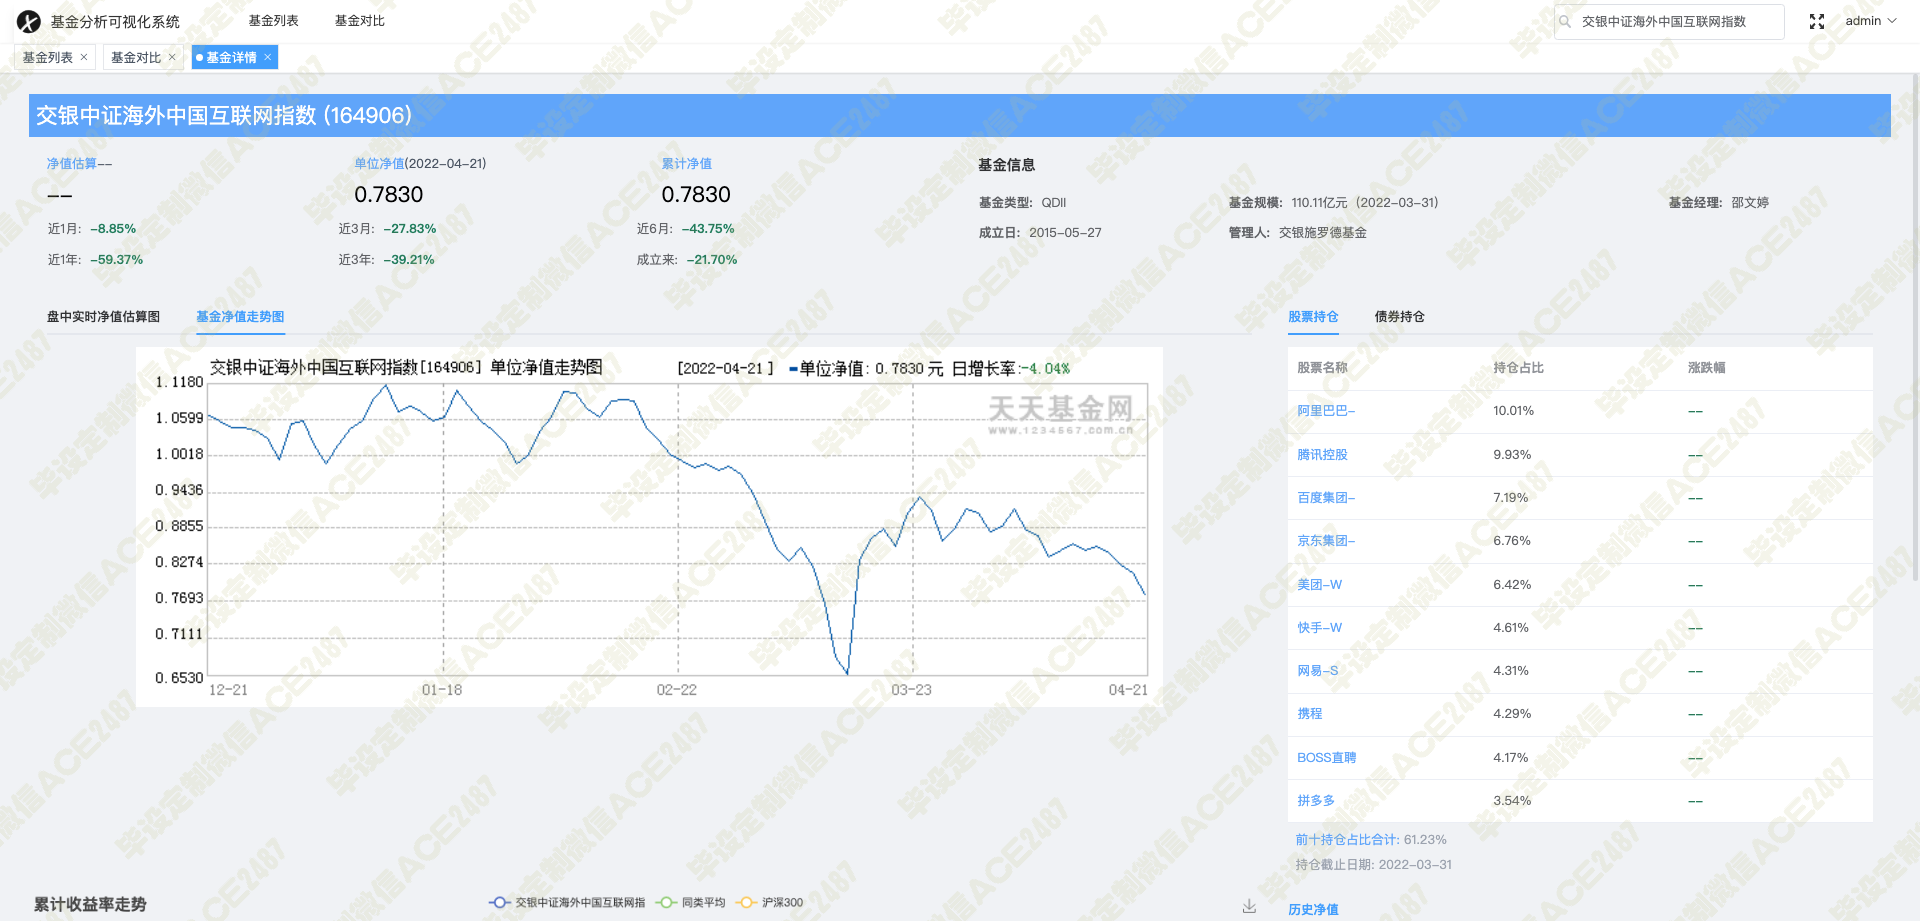 基金分析可视化系统 基金列表 基金对比 交银中证海外中国互联网指数 admin
基金列表 × 基金对比 × 基金详情 ×
交银中证海外中国互联网指数 (164906)
净值估算-- 单位净值(2022-04-21) 累计净值
-- 0.7830 0.7830
近1月: -8.85% 近3月: -27.83% 近6月: -43.75%
近1年: -59.37% 近3年: -39.21% 成立来: -21.70%
基金信息
基金类型: QDII 基金规模: 110.11亿元 (2022-03-31) 基金经理: 邵文婷
成立日: 2015-05-27 管理人: 交银施罗德基金
盘中实时净值估算图 基金净值走势图
交银中证海外中国互联网指数[164906] 单位净值走势图 [2022-04-21 ] 单位净值: 0.7830 元 日增长率:-4.04%
天天基金网
www.1234567.com.cn
1.1180
1.0599
1.0018
0.9436
0.8855
0.8274
0.7693
0.7111
0.6530
12-21 01-18 02-22 03-23 04-21
股票持仓 债券持仓
股票名称 持仓占比 涨跌幅
阿里巴巴- 10.01% --
腾讯控股 9.93% --
百度集团- 7.19% --
京东集团- 6.76% --
美团-W 6.42% --
快手-W 4.61% --
网易-S 4.31% --
携程 4.29% --
BOSS直聘 4.17% --
拼多多 3.54% --
前十持仓占比合计: 61.23%
持仓截止日期: 2022-03-31
累计收益率走势 交银中证海外中国互联网指 同类平均 沪深300
历史净值
毕设定制微信ACE2487